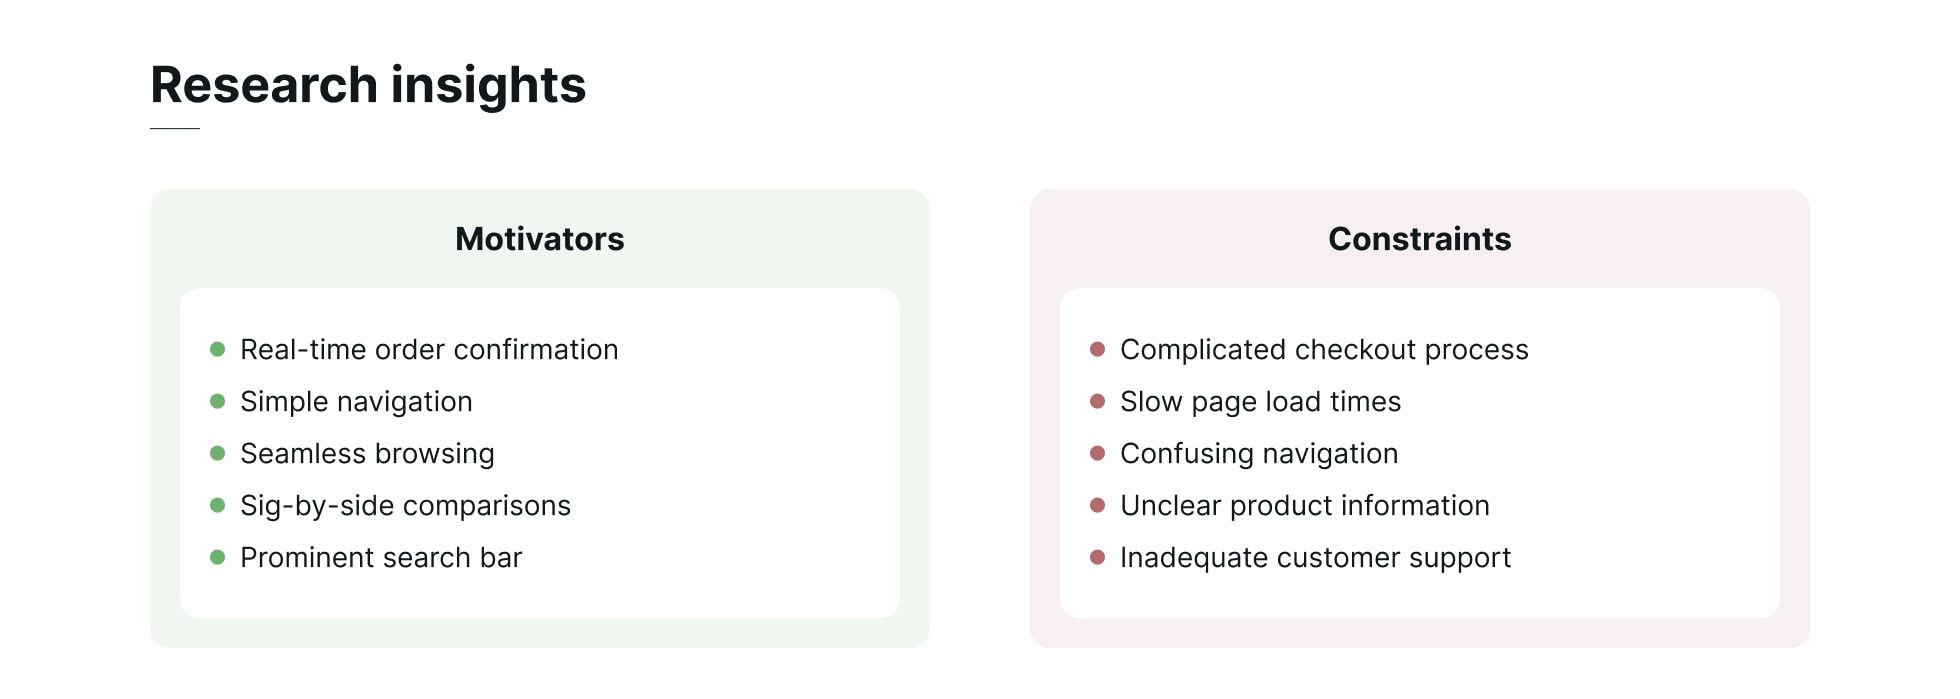 Research insights
Motivators
Real-time order confirmation
Simple navigation
Seamless browsing
Sig-by-side comparisons
Prominent search bar
Constraints
Complicated checkout process
Slow page load times
Confusing navigation
Unclear product information
Inadequate customer support